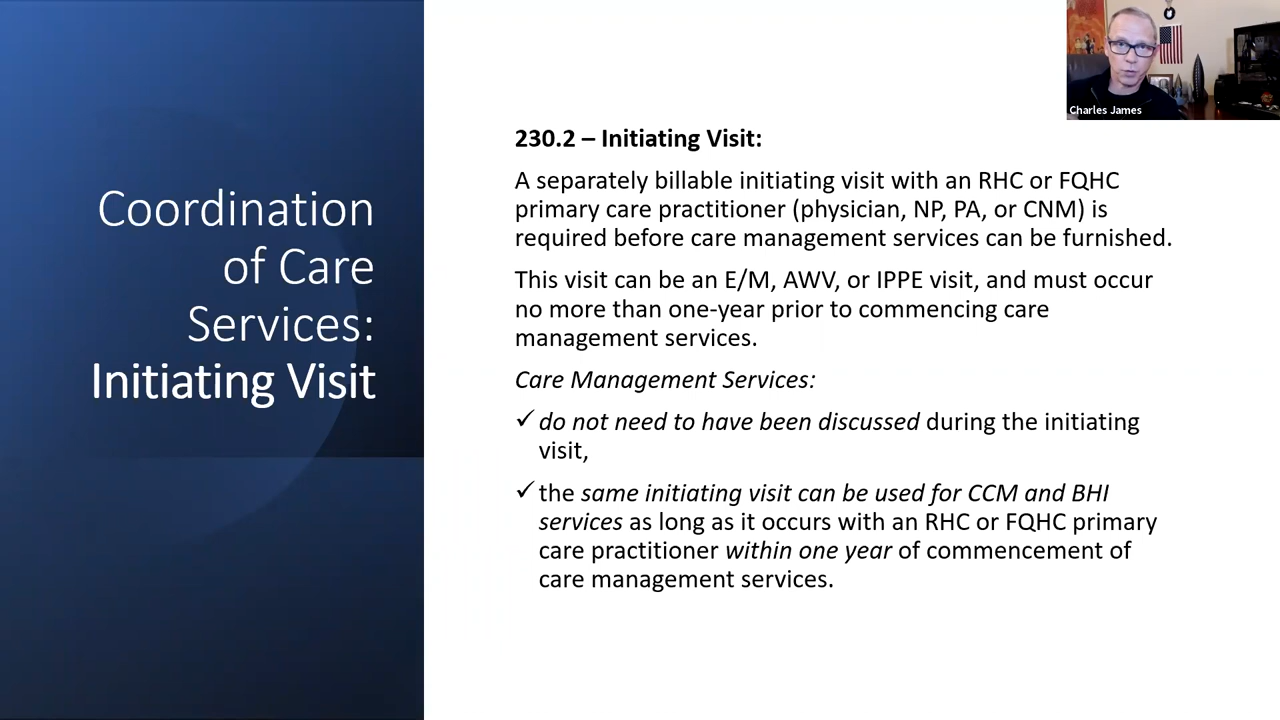 Coordination
of Care
Services:
Initiating Visit
230.2 – Initiating Visit:
A separately billable initiating visit with an RHC or FQHC
primary care practitioner (physician, NP, PA, or CNM) is
required before care management services can be furnished.
This visit can be an E/M, AWV, or IPPE visit, and must occur
no more than one-year prior to commencing care
management services.
Care Management Services:
✓ do not need to have been discussed during the initiating
visit,
✓ the same initiating visit can be used for CCM and BHI
services as long as it occurs with an RHC or FQHC primary
care practitioner within one year of commencement of
care management services.
Charles James